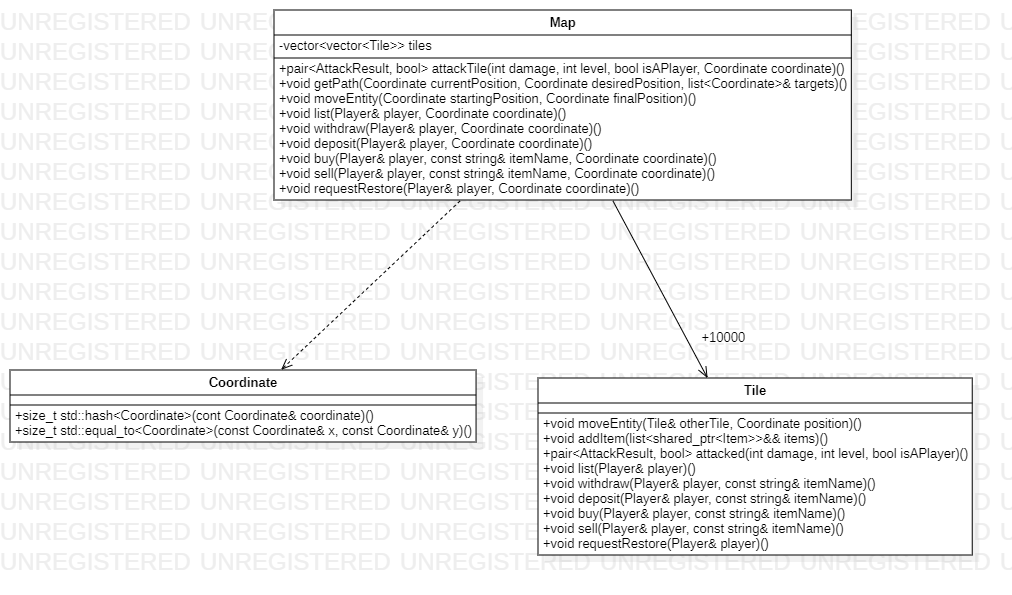 Map
-vector<vector<Tile>> tiles
+pair<AttackResult, bool> attackTile(int damage, int level, bool isAPlayer, Coordinate coordinate)()
+void getPath(Coordinate currentPosition, Coordinate desiredPosition, list<Coordinate>& targets)()
+void moveEntity(Coordinate startingPosition, Coordinate finalPosition)()
+void list(Player& player, Coordinate coordinate)()
+void withdraw(Player& player, Coordinate coordinate)()
+void deposit(Player& player, Coordinate coordinate)()
+void buy(Player& player, const string& itemName, Coordinate coordinate)()
+void sell(Player& player, const string& itemName, Coordinate coordinate)()
+void requestRestore(Player& player, Coordinate coordinate)()
+10000
Coordinate
+size_t std::hash<Coordinate>(cont Coordinate& coordinate)()
+size_t std::equal_to<Coordinate>(const Coordinate& x, const Coordinate& y)()
Tile
+void moveEntity(Tile& otherTile, Coordinate position)()
+void addItem(list<shared_ptr<Item>>&& items)()
+pair<AttackResult, bool> attacked(int damage, int level, bool isAPlayer)()
+void list(Player& player)()
+void withdraw(Player& player, const string& itemName)()
+void deposit(Player& player, const string& itemName)()
+void buy(Player& player, const string& itemName)()
+void sell(Player& player, const string& itemName)()
+void requestRestore(Player& player)()
UNREGISTERED